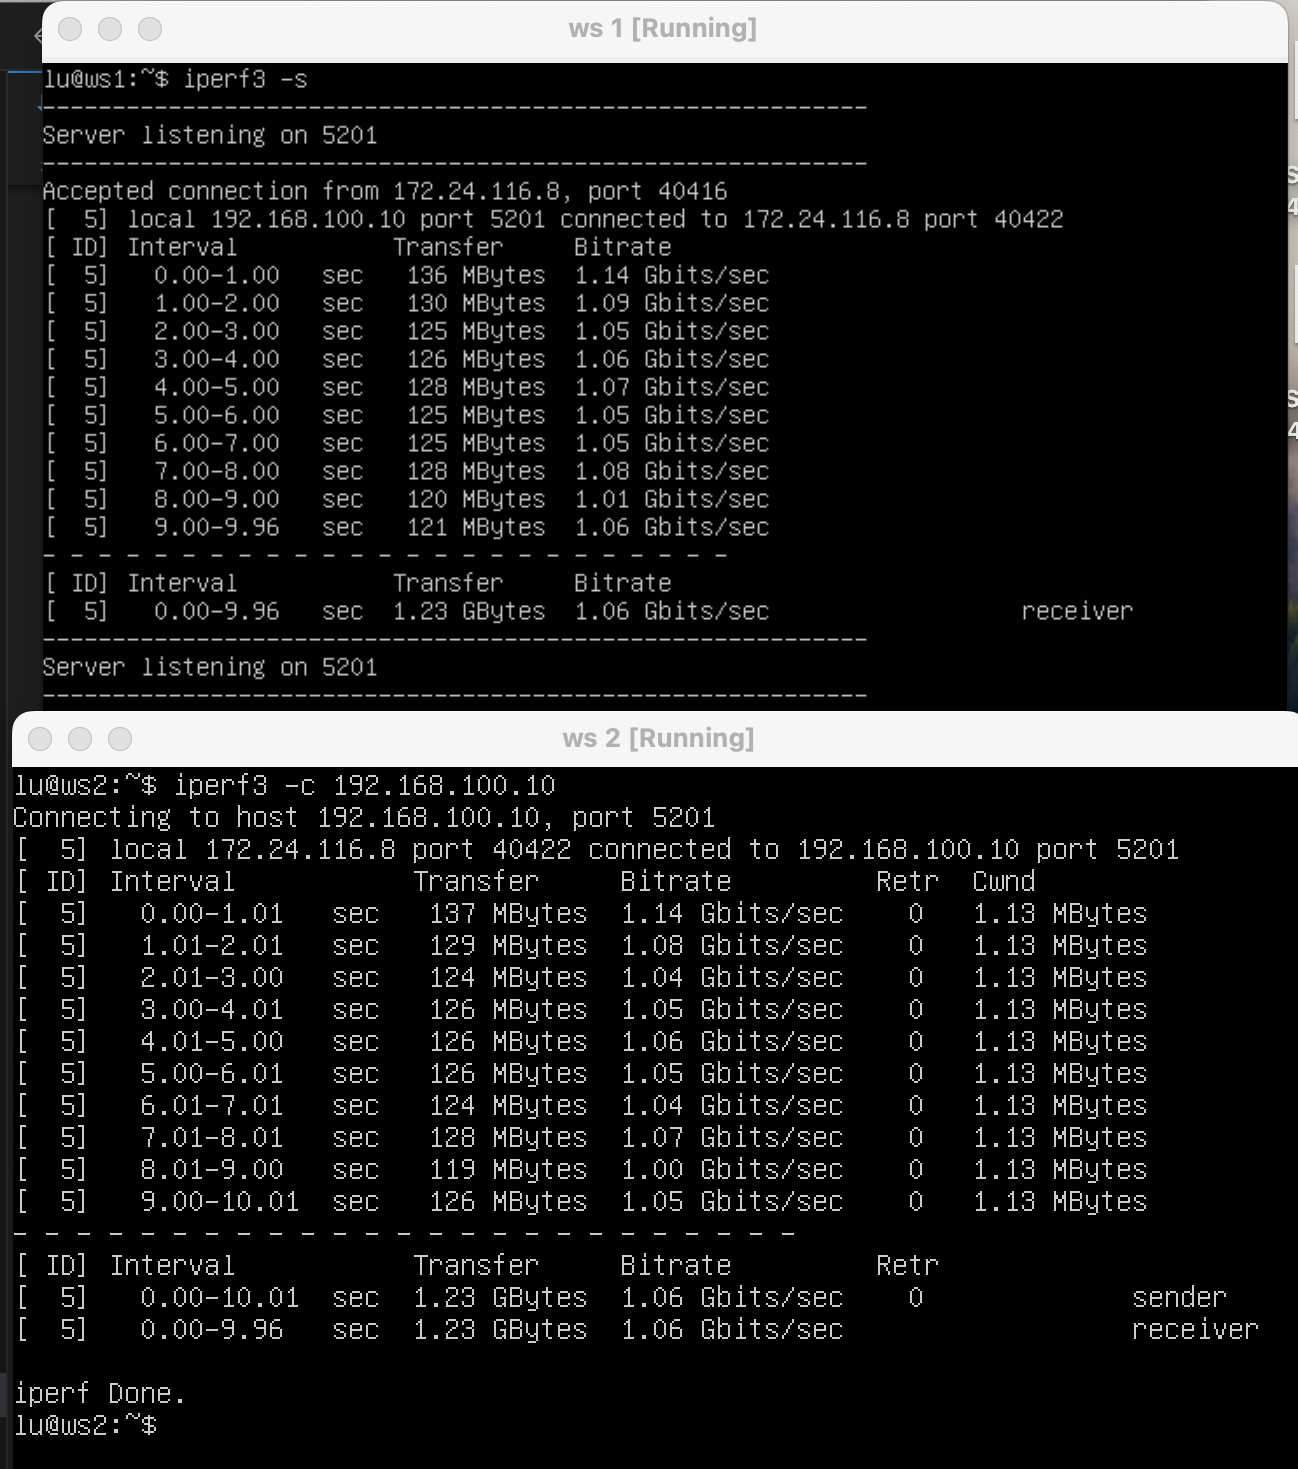 ws 1 [Running]
lu@ws1:~$ iperf3 -s
-----------------------------------------------------------
Server listening on 5201
-----------------------------------------------------------
Accepted connection from 172.24.116.8, port 40416
[  5] local 192.168.100.10 port 5201 connected to 172.24.116.8 port 40422
[ ID] Interval           Transfer     Bitrate
[  5]   0.00-1.00   sec   136 MBytes  1.14 Gbits/sec
[  5]   1.00-2.00   sec   130 MBytes  1.09 Gbits/sec
[  5]   2.00-3.00   sec   125 MBytes  1.05 Gbits/sec
[  5]   3.00-4.00   sec   126 MBytes  1.06 Gbits/sec
[  5]   4.00-5.00   sec   128 MBytes  1.07 Gbits/sec
[  5]   5.00-6.00   sec   125 MBytes  1.05 Gbits/sec
[  5]   6.00-7.00   sec   125 MBytes  1.05 Gbits/sec
[  5]   7.00-8.00   sec   128 MBytes  1.08 Gbits/sec
[  5]   8.00-9.00   sec   120 MBytes  1.01 Gbits/sec
[  5]   9.00-9.96   sec   121 MBytes  1.06 Gbits/sec
- - - - - - - - - - - - - - - - - - - - - - - - -
[ ID] Interval           Transfer     Bitrate
[  5]   0.00-9.96   sec  1.23 GBytes  1.06 Gbits/sec                  receiver
-----------------------------------------------------------
Server listening on 5201
-----------------------------------------------------------
ws 2 [Running]
lu@ws2:~$ iperf3 -c 192.168.100.10
Connecting to host 192.168.100.10, port 5201
[  5] local 172.24.116.8 port 40422 connected to 192.168.100.10 port 5201
[ ID] Interval           Transfer     Bitrate         Retr  Cwnd
[  5]   0.00-1.01   sec   137 MBytes  1.14 Gbits/sec    0   1.13 MBytes
[  5]   1.01-2.01   sec   129 MBytes  1.08 Gbits/sec    0   1.13 MBytes
[  5]   2.01-3.00   sec   124 MBytes  1.04 Gbits/sec    0   1.13 MBytes
[  5]   3.00-4.01   sec   126 MBytes  1.05 Gbits/sec    0   1.13 MBytes
[  5]   4.01-5.00   sec   126 MBytes  1.06 Gbits/sec    0   1.13 MBytes
[  5]   5.00-6.01   sec   126 MBytes  1.05 Gbits/sec    0   1.13 MBytes
[  5]   6.01-7.01   sec   124 MBytes  1.04 Gbits/sec    0   1.13 MBytes
[  5]   7.01-8.01   sec   128 MBytes  1.07 Gbits/sec    0   1.13 MBytes
[  5]   8.01-9.00   sec   119 MBytes  1.00 Gbits/sec    0   1.13 MBytes
[  5]   9.00-10.01  sec   126 MBytes  1.05 Gbits/sec    0   1.13 MBytes
- - - - - - - - - - - - - - - - - - - - - - - - -
[ ID] Interval           Transfer     Bitrate         Retr
[  5]   0.00-10.01  sec  1.23 GBytes  1.06 Gbits/sec    0             sender
[  5]   0.00-9.96   sec  1.23 GBytes  1.06 Gbits/sec                  receiver
iperf Done.
lu@ws2:~$